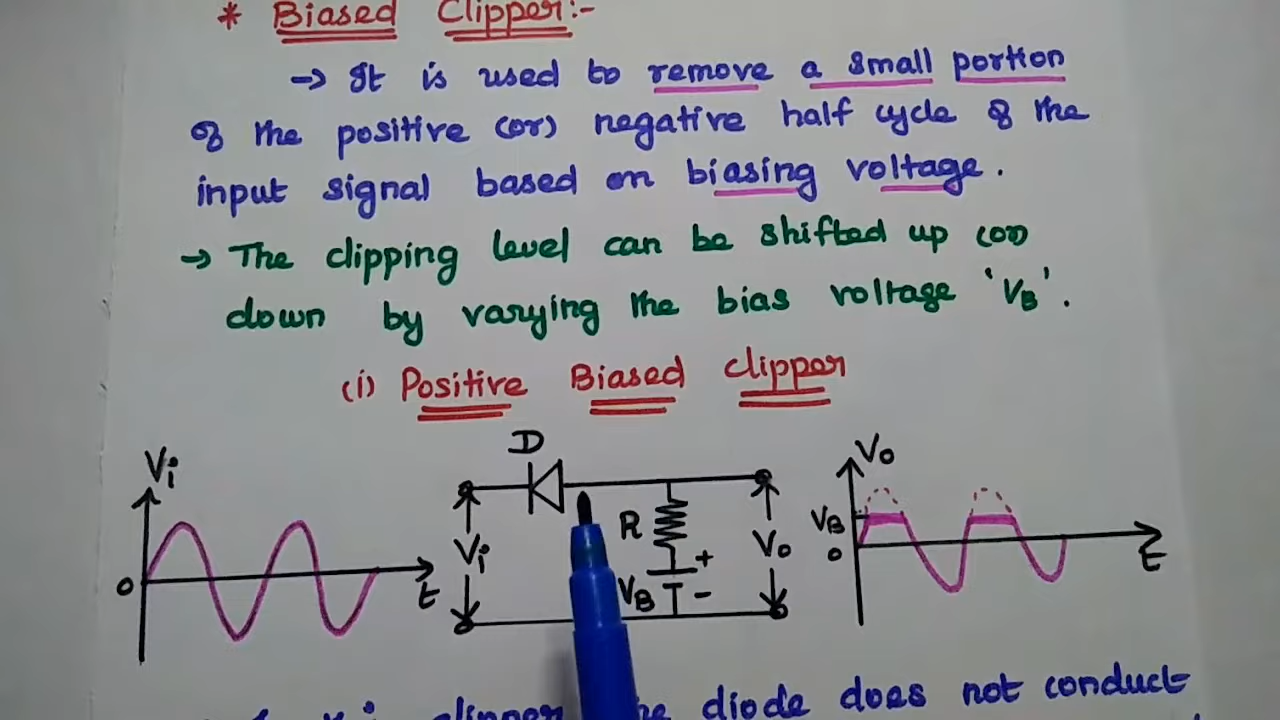 * Biased Clipper:-
→ It is used to remove a small portion
of the positive (or) negative half cycle of the
input signal based on biasing voltage.
→ The clipping level can be shifted up (or)
down by varying the bias voltage 'VB'.
(i) Positive Biased Clipper
Vi
0
t
D
Vi
R
VB
+
-
Vo
Vo
VB
0
t
clipper
diode does not conduct